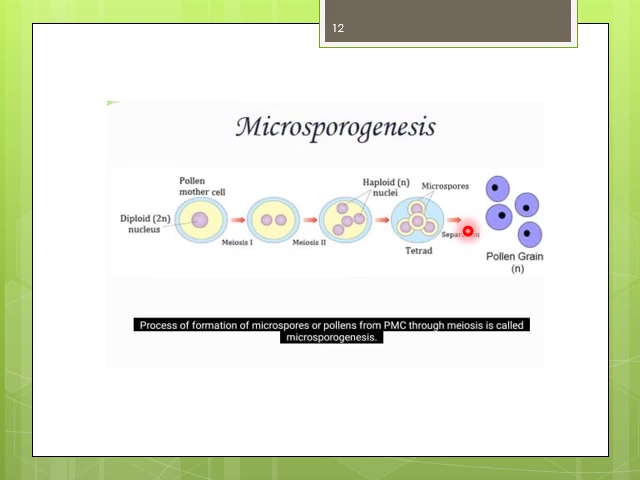 12
Microsporogenesis
Pollen
mother cell
Diploid (2n)
nucleus
Meiosis I
Meiosis II
Haploid (n)
nuclei
Microspores
Tetrad
Pollen Grain
(n)
Process of formation of microspores or pollens from PMC through meiosis is called
microsporogenesis.